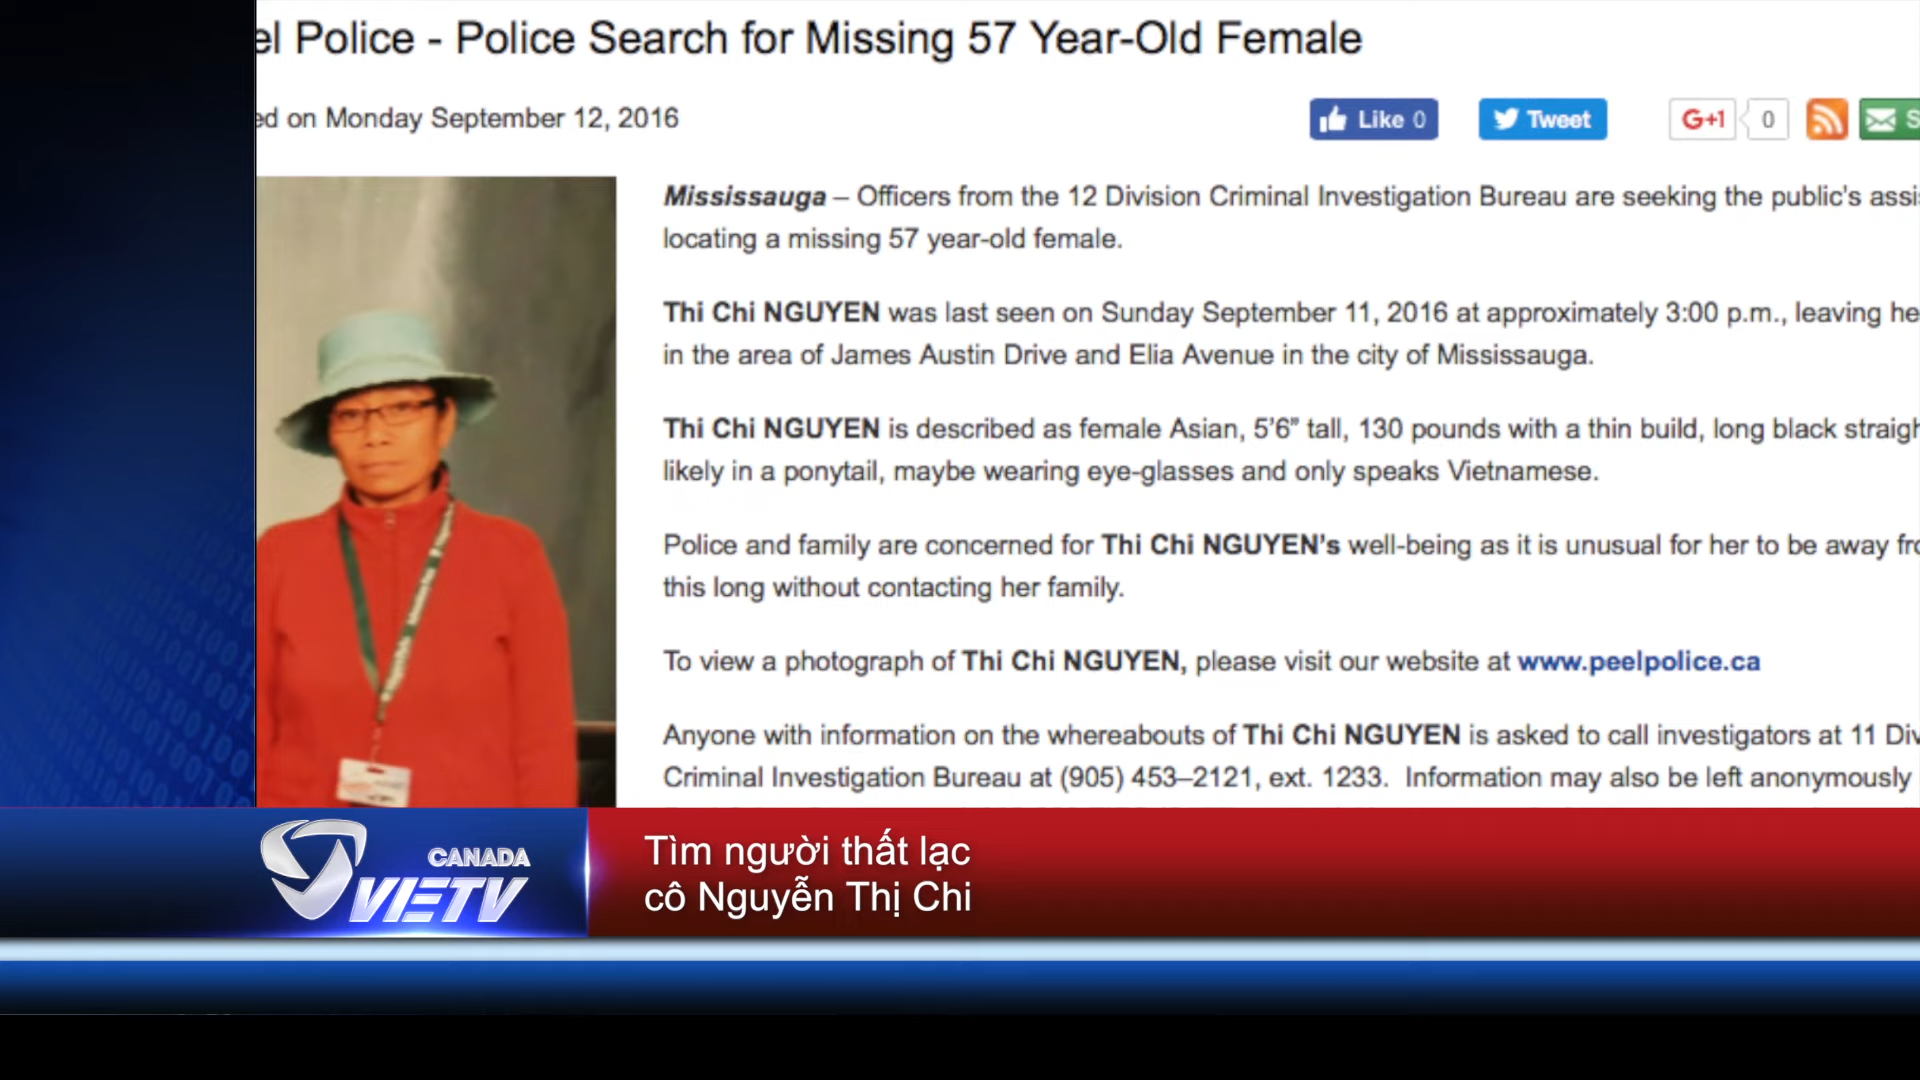 el Police - Police Search for Missing 57 Year-Old Female
ed on Monday September 12, 2016
Like 0
Tweet
G+1
0
S
Mississauga – Officers from the 12 Division Criminal Investigation Bureau are seeking the public's assi
locating a missing 57 year-old female.
Thi Chi NGUYEN was last seen on Sunday September 11, 2016 at approximately 3:00 p.m., leaving he
in the area of James Austin Drive and Elia Avenue in the city of Mississauga.
Thi Chi NGUYEN is described as female Asian, 5’6” tall, 130 pounds with a thin build, long black straigh
likely in a ponytail, maybe wearing eye-glasses and only speaks Vietnamese.
Police and family are concerned for Thi Chi NGUYEN’s well-being as it is unusual for her to be away fro
this long without contacting her family.
To view a photograph of Thi Chi NGUYEN, please visit our website at www.peelpolice.ca
Anyone with information on the whereabouts of Thi Chi NGUYEN is asked to call investigators at 11 Div
Criminal Investigation Bureau at (905) 453–2121, ext. 1233. Information may also be left anonymously
CANADA
VIETV
Tìm người thất lạc
cô Nguyễn Thị Chi